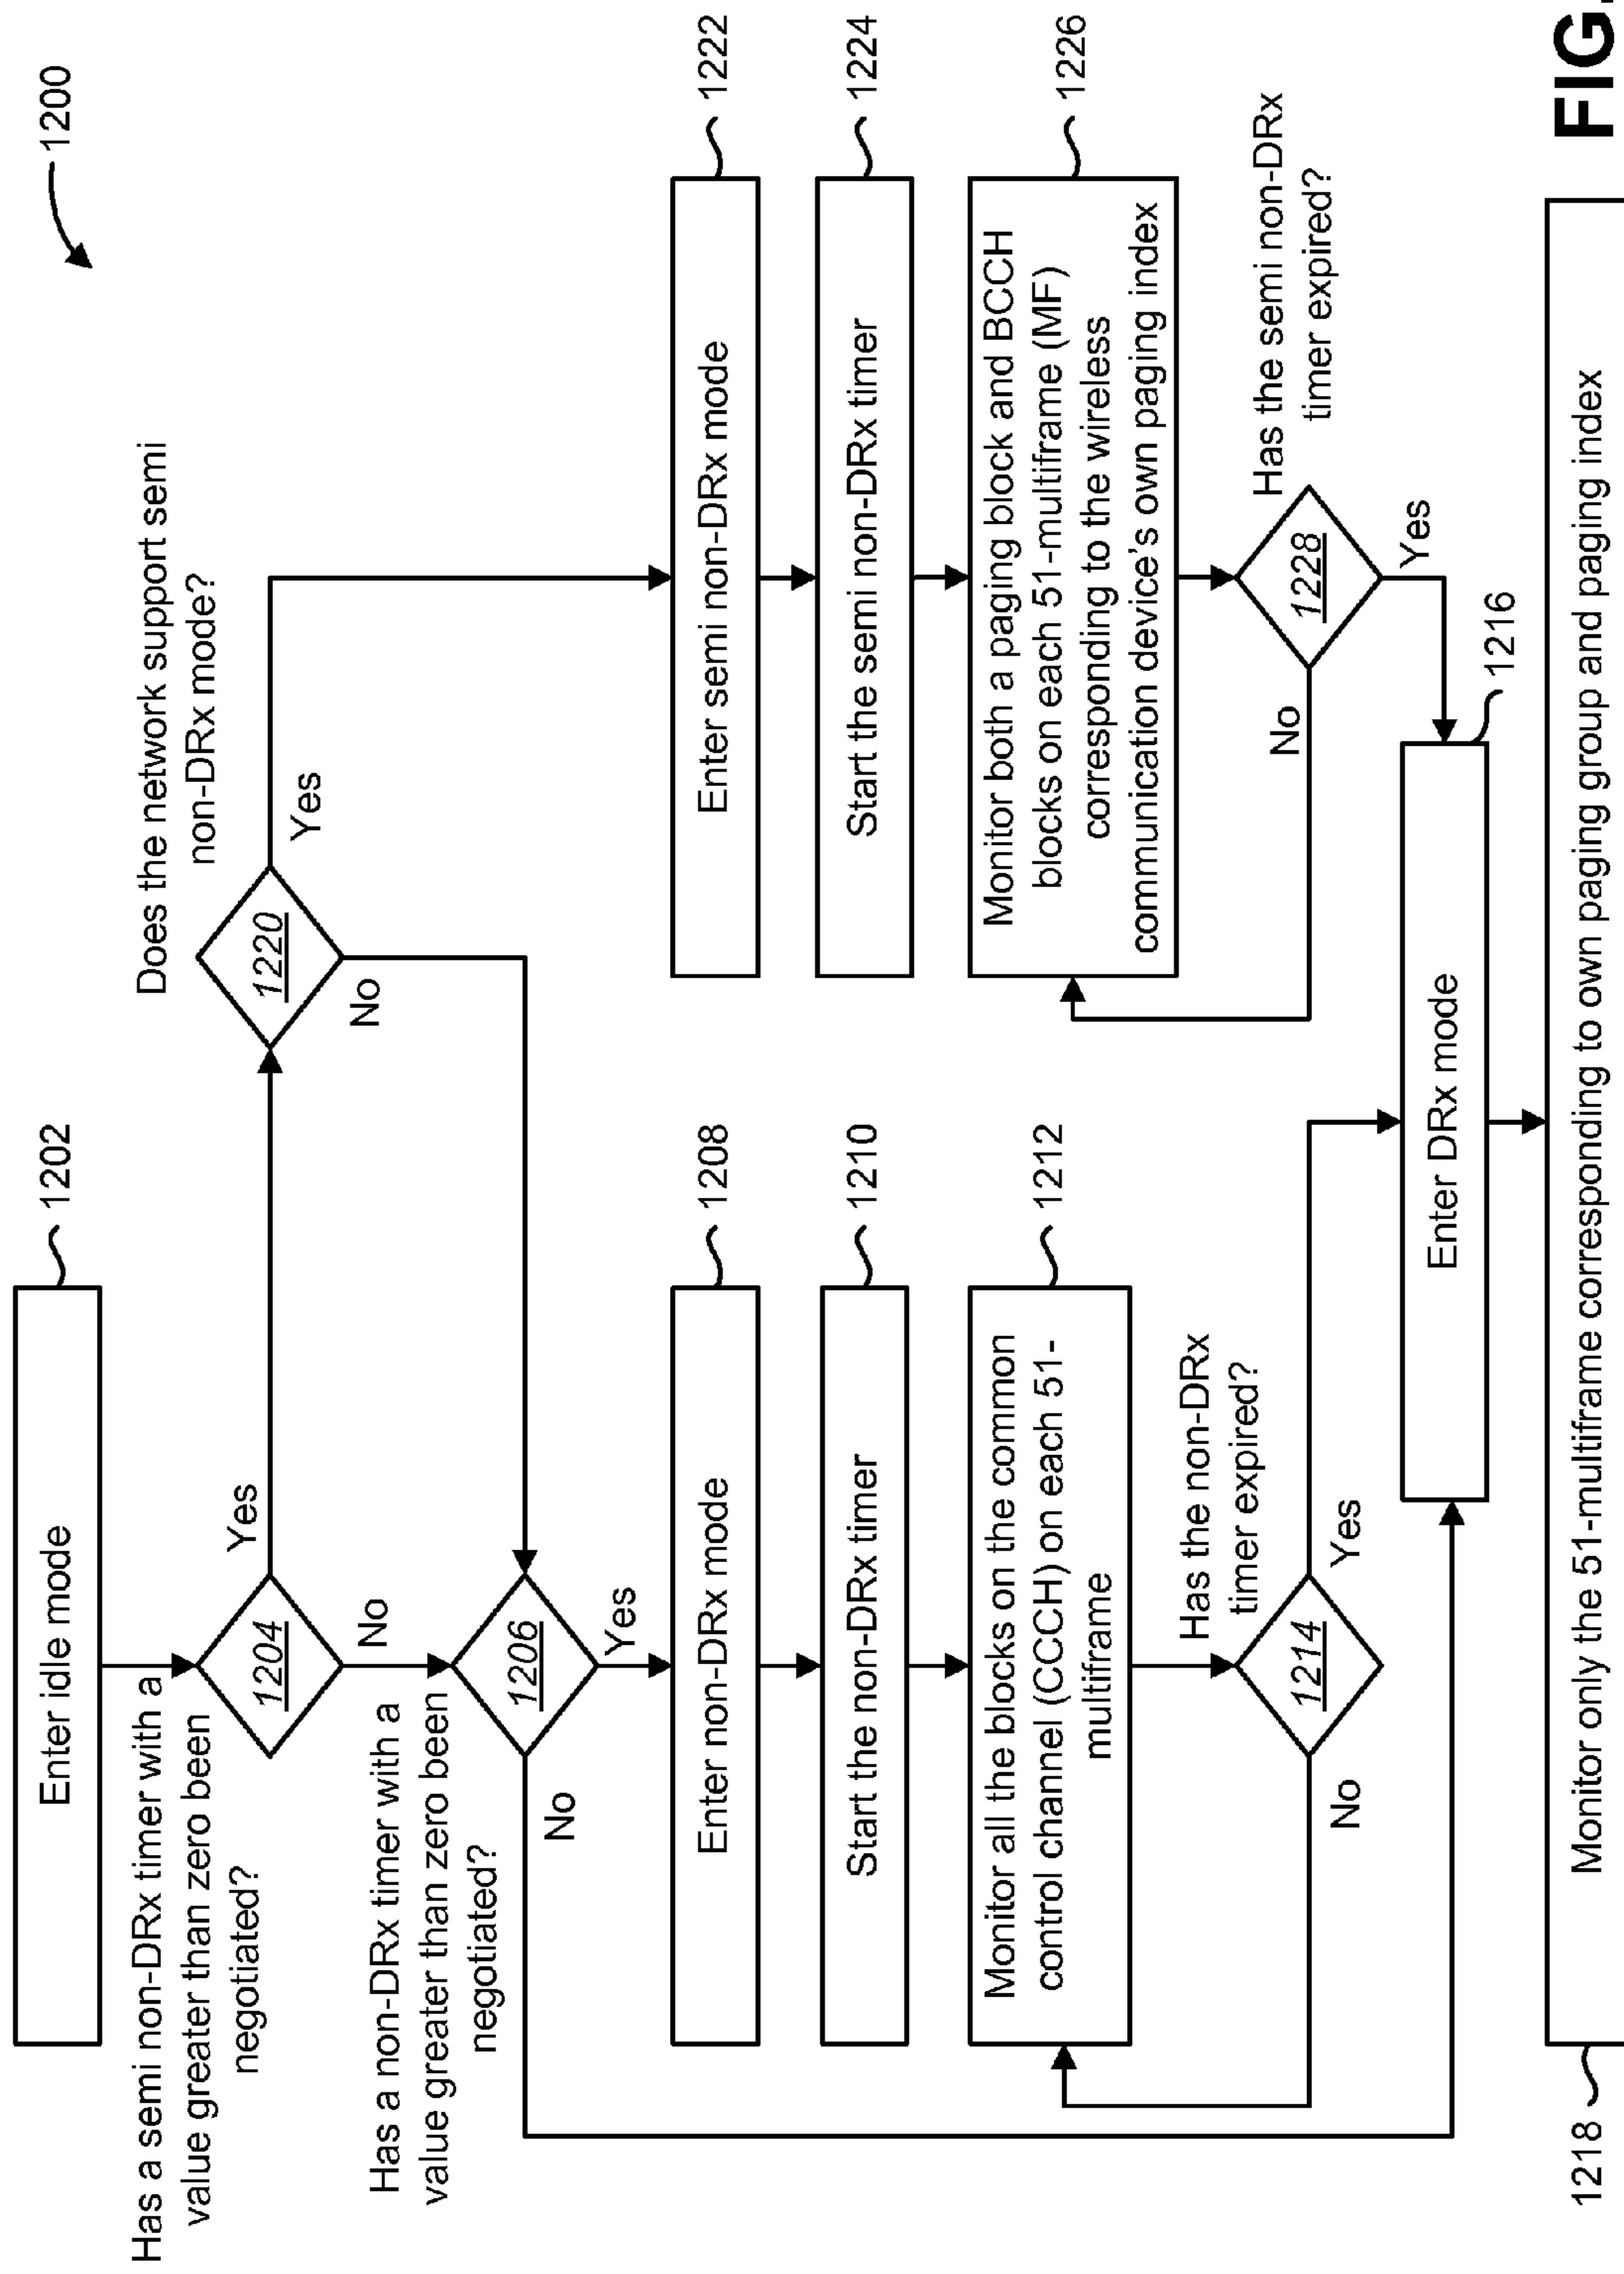 1200
Enter idle mode
1202
Has a semi non-DRx timer with a
value greater than zero been
negotiated?
1204
Yes
No
Does the network support semi
non-DRx mode?
1220
Yes
No
Has a non-DRx timer with a
value greater than zero been
negotiated?
1206
Yes
No
Enter non-DRx mode
1208
Start the non-DRx timer
1210
Monitor all the blocks on the common
control channel (CCCH) on each 51-
multiframe
1212
Has the non-DRx
timer expired?
1214
No
Yes
Enter semi non-DRx mode
1222
Start the semi non-DRx timer
1224
Monitor both a paging block and BCCH
blocks on each 51-multiframe (MF)
corresponding to the wireless
communication device's own paging index
1226
Has the semi non-DRx
timer expired?
1228
No
Yes
Enter DRx mode
1216
Monitor only the 51-multiframe corresponding to own paging group and paging index
1218
FIG.